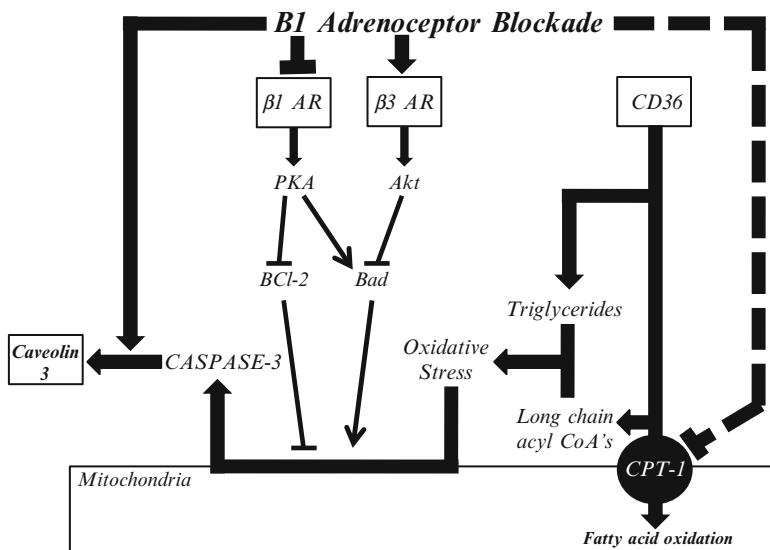 B1 Adrenoceptor Blockade
β1 AR
β3 AR
CD36
PKA
Akt
BCl-2
Bad
Triglycerides
Caveolin
3
CASPASE-3
Oxidative
Stress
Long chain
acyl CoA's
Mitochondria
CPT-1
Fatty acid oxidation